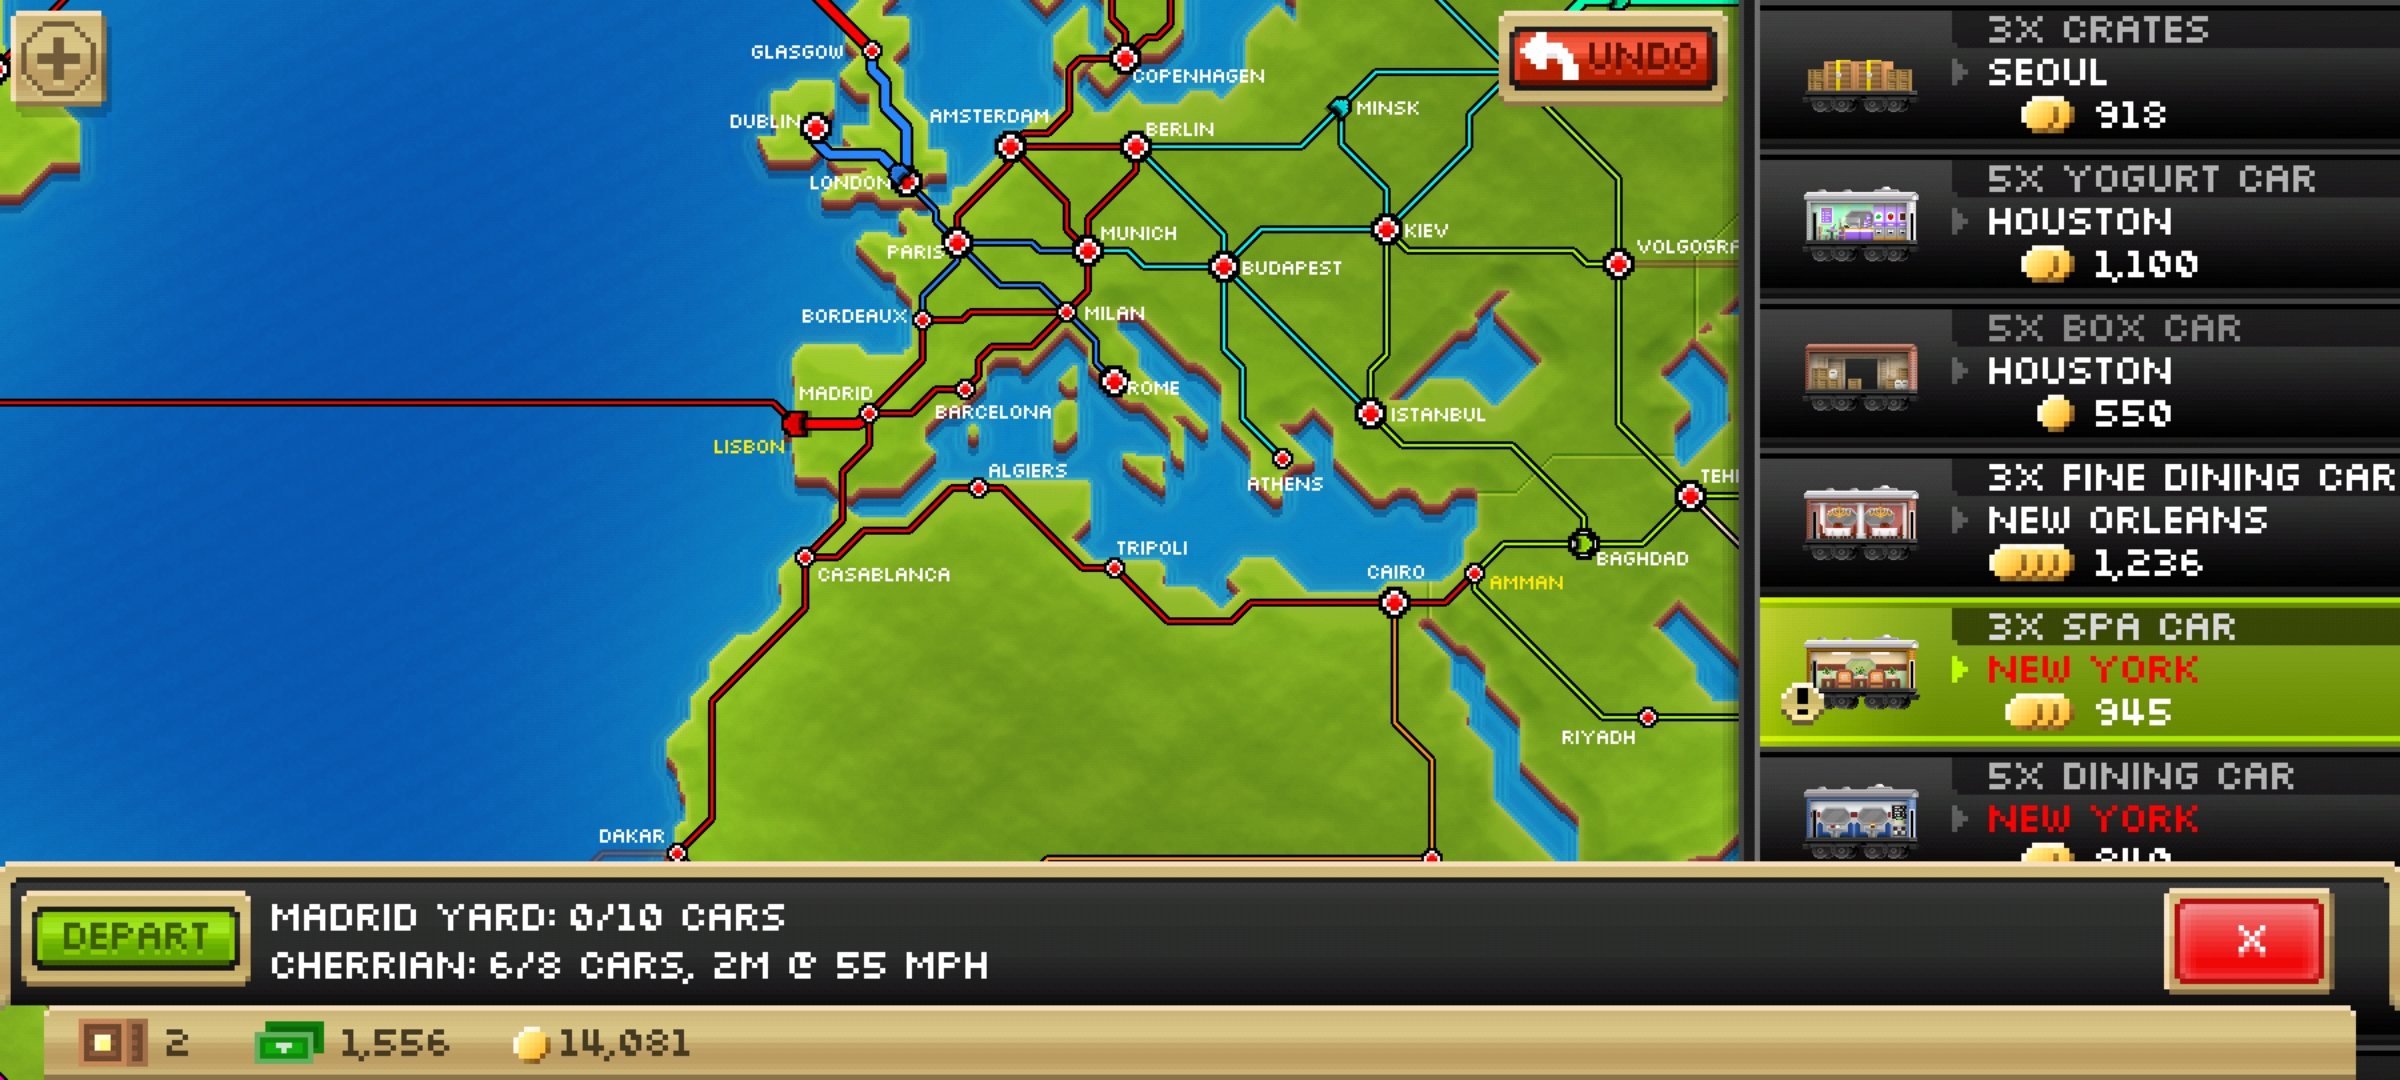 GLASGOW
COPENHAGEN
DUBLIN
AMSTERDAM
BERLIN
MINSK
LONDON
PARIS
MUNICH
BUDAPEST
KIEV
VOLGOGRA
BORDEAUX
MILAN
MADRID
BARCELONA
ROME
ISTANBUL
LISBON
ALGIERS
ATHENS
TEH
CASABLANCA
TRIPOLI
CAIRO
AMMAN
BAGHDAD
RIYADH
DAKAR
UNDO
3X CRATES
SEOUL
918
5X YOGURT CAR
HOUSTON
1,100
5X BOX CAR
HOUSTON
550
3X FINE DINING CAR
NEW ORLEANS
1,236
3X SPA CAR
NEW YORK
945
5X DINING CAR
NEW YORK
DEPART
MADRID YARD: 0/10 CARS
CHERRIAN: 6/8 CARS, 2M @ 55 MPH
X
2
1,556
14,081